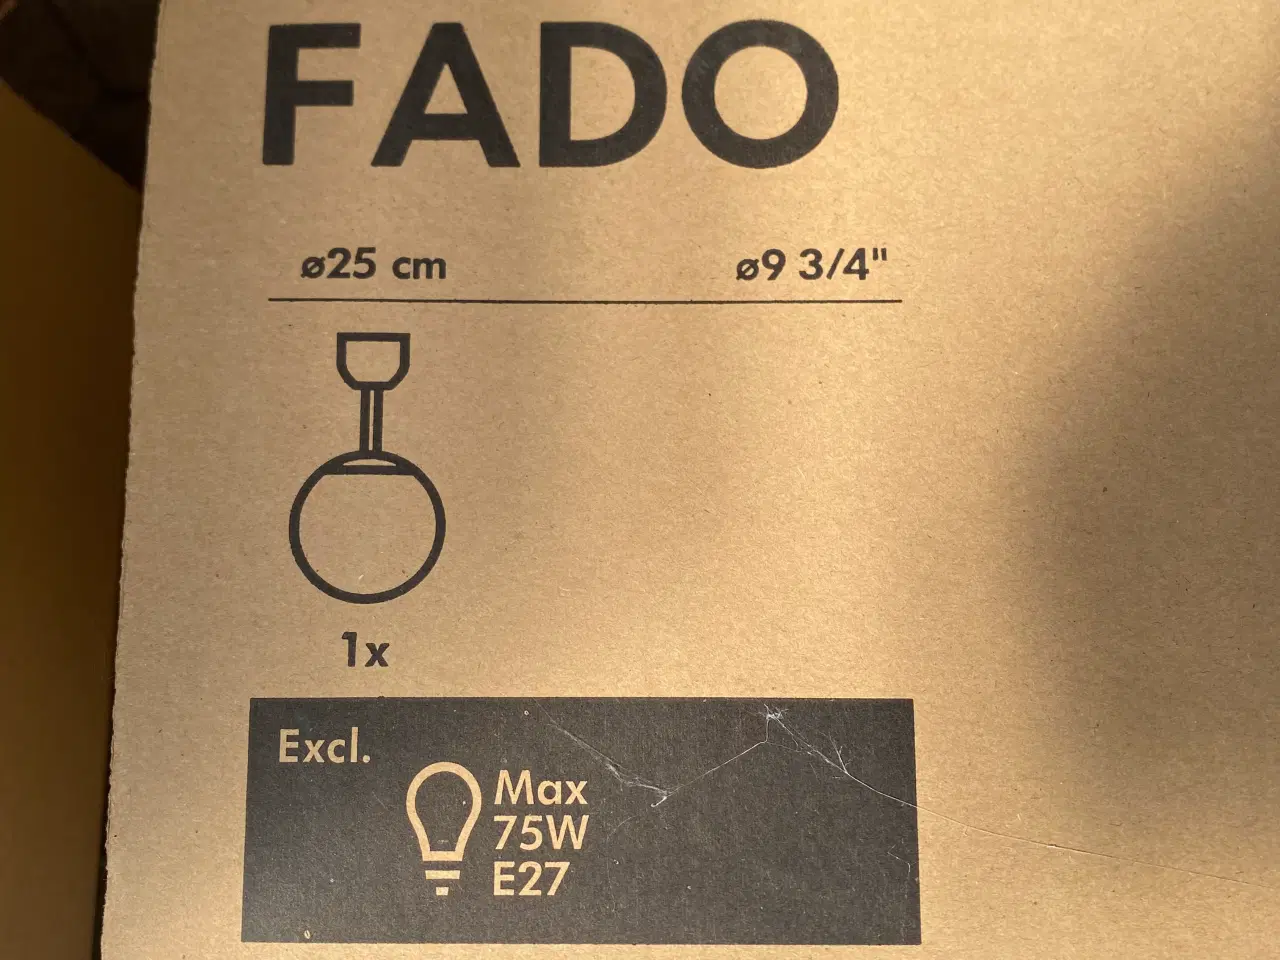 FADO
ø25 cm ø9 3/4"
1x
Excl.
Max
75W
E27